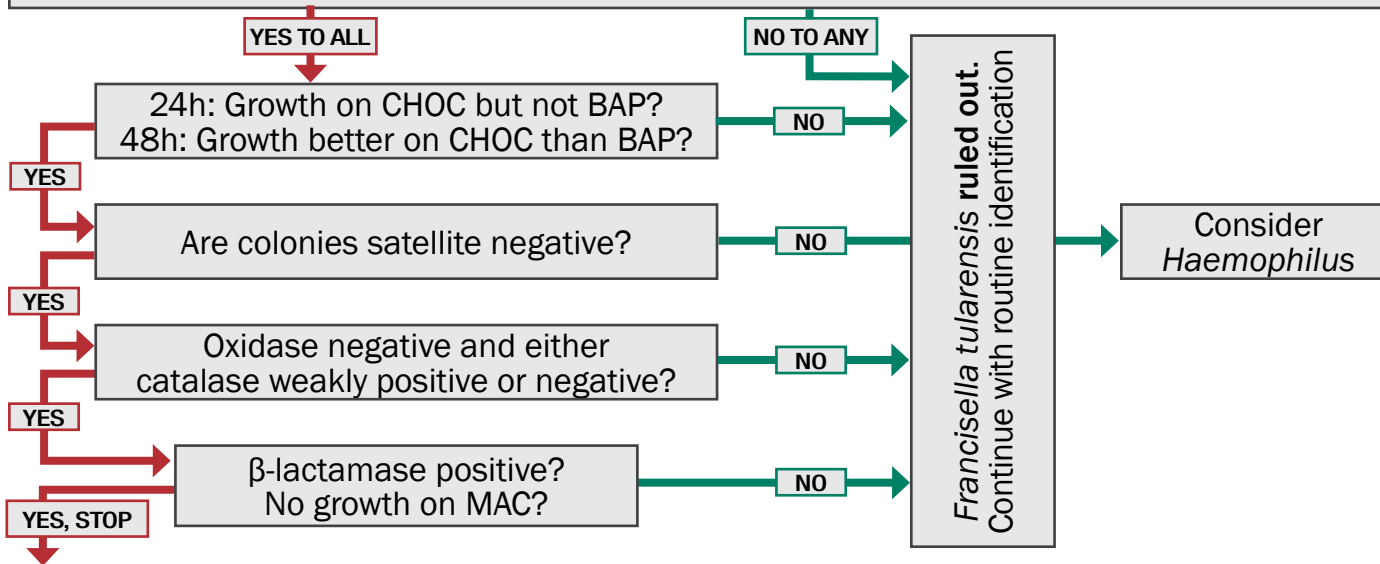 YES TO ALL
NO TO ANY
24h: Growth on CHOC but not BAP?
48h: Growth better on CHOC than BAP?
NO
YES
Are colonies satellite negative?
NO
YES
Oxidase negative and either
catalase weakly positive or negative?
NO
YES
β-lactamase positive?
No growth on MAC?
NO
YES, STOP
Francisella tularensis ruled out.
Continue with routine identification
Consider
Haemophilus